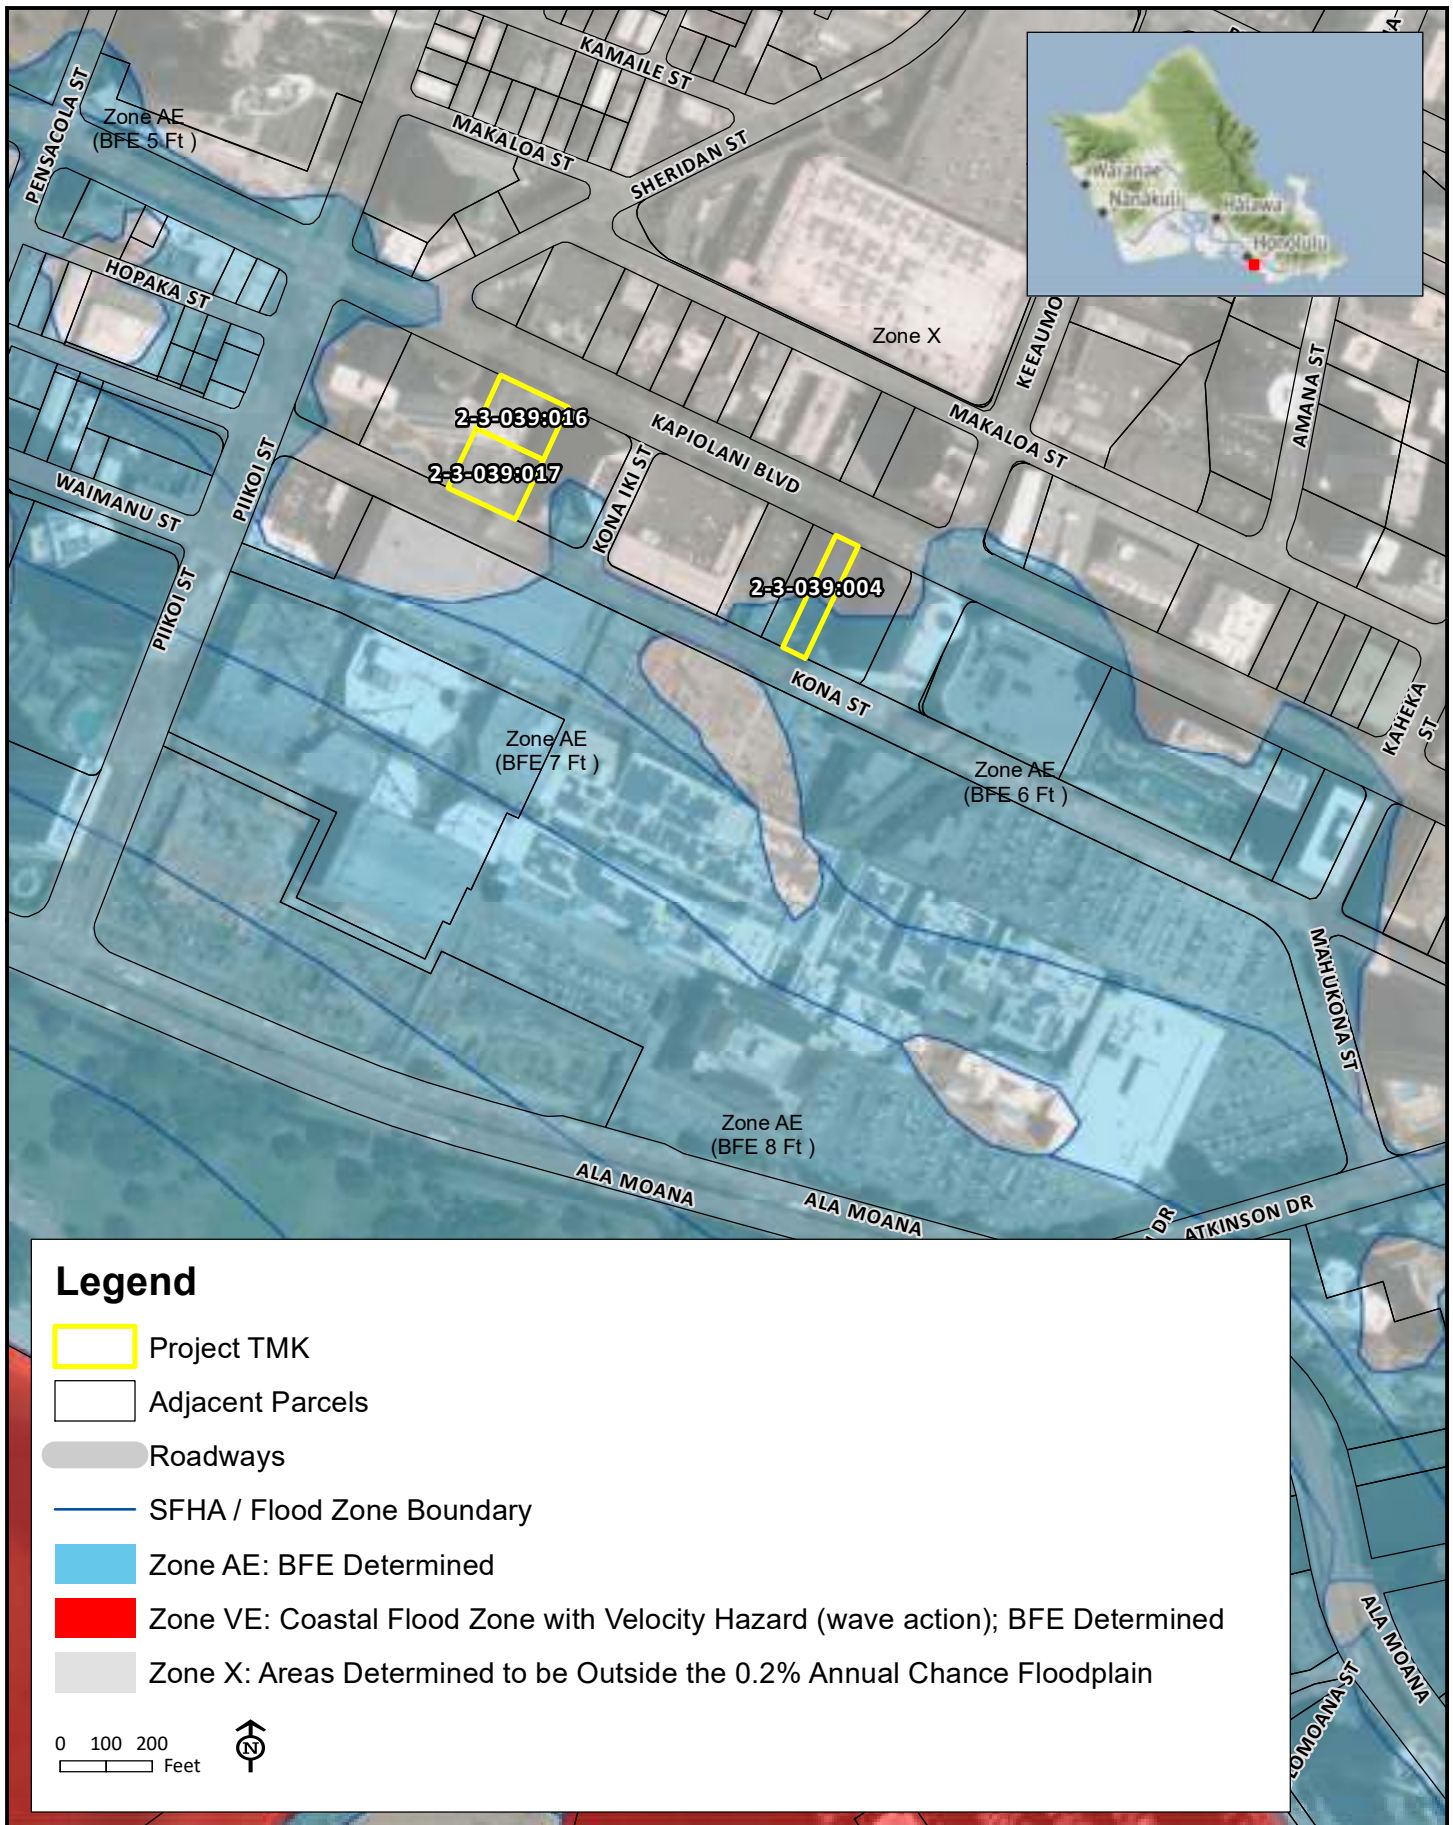 KAMAILE ST
PENSACOLA ST
Zone AE
(BFE 5 Ft )
MAKALOA ST
SHERIDAN ST
Waianae
Nanakuli
Halawa
Honolulu
HOPAKA ST
Zone X
KEEAUMO
AMANA ST
2-3-039:016
KAPIOLANI BLVD
MAKALOA ST
2-3-039:017
KONA IKI ST
PIIKOI ST
WAIMANU ST
2-3-039:004
PIIKOI ST
KONA ST
KAHEKA ST
Zone AE
(BFE 7 Ft )
Zone AE
(BFE 6 Ft )
MAHUKONA ST
Zone AE
(BFE 8 Ft )
ALA MOANA
ALA MOANA
DR
ATKINSON DR
Legend
Project TMK
Adjacent Parcels
Roadways
SFHA / Flood Zone Boundary
Zone AE: BFE Determined
Zone VE: Coastal Flood Zone with Velocity Hazard (wave action); BFE Determined
Zone X: Areas Determined to be Outside the 0.2% Annual Chance Floodplain
0 100 200
Feet
N
ALA MOANA
LOMOANA ST